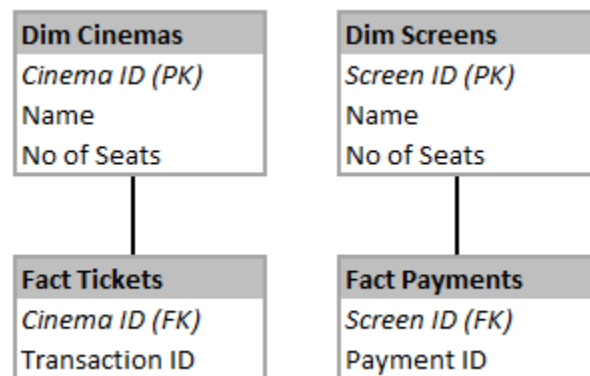 Dim Cinemas
Cinema ID (PK)
Name
No of Seats
Dim Screens
Screen ID (PK)
Name
No of Seats
Fact Tickets
Cinema ID (FK)
Transaction ID
Fact Payments
Screen ID (FK)
Payment ID